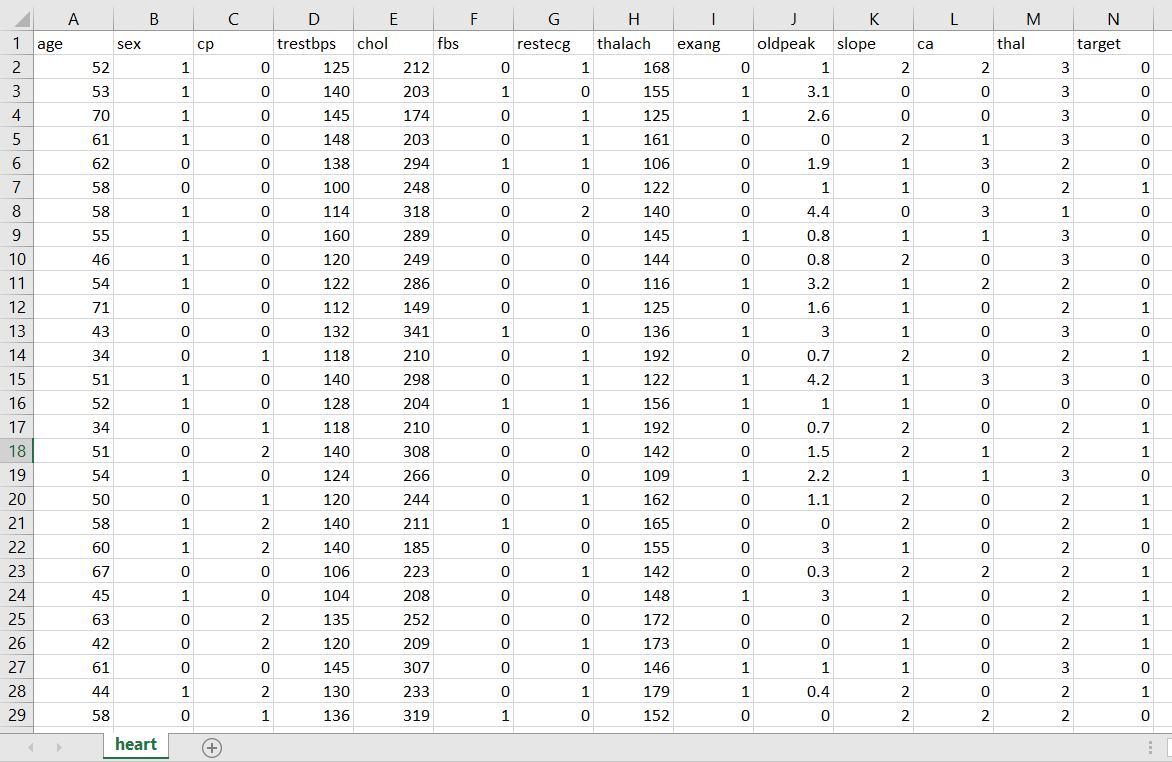 A B C D E F G H I J K L M N
1 age sex cp trestbps chol fbs restecg thalach exang oldpeak slope ca thal target
2 52 1 0 125 212 0 1 168 0 1 2 2 3 0
3 53 1 0 140 203 1 0 155 1 3.1 0 0 3 0
4 70 1 0 145 174 0 1 125 1 2.6 0 0 3 0
5 61 1 0 148 203 0 1 161 0 0 2 1 3 0
6 62 0 0 138 294 1 1 106 0 1.9 1 3 2 0
7 58 0 0 100 248 0 0 122 0 1 1 0 2 1
8 58 1 0 114 318 0 2 140 0 4.4 0 3 1 0
9 55 1 0 160 289 0 0 145 1 0.8 1 1 3 0
10 46 1 0 120 249 0 0 144 0 0.8 2 0 3 0
11 54 1 0 122 286 0 0 116 1 3.2 1 2 2 0
12 71 0 0 112 149 0 1 125 0 1.6 1 0 2 1
13 43 0 0 132 341 1 0 136 1 3 1 0 3 0
14 34 0 1 118 210 0 1 192 0 0.7 2 0 2 1
15 51 1 0 140 298 0 1 122 1 4.2 1 3 3 0
16 52 1 0 128 204 1 1 156 1 1 1 0 0 0
17 34 0 1 118 210 0 1 192 0 0.7 2 0 2 1
18 51 0 2 140 308 0 0 142 0 1.5 2 1 2 1
19 54 1 0 124 266 0 0 109 1 2.2 1 1 3 0
20 50 0 1 120 244 0 1 162 0 1.1 2 0 2 1
21 58 1 2 140 211 1 0 165 0 0 2 0 2 1
22 60 1 2 140 185 0 0 155 0 3 1 0 2 0
23 67 0 0 106 223 0 1 142 0 0.3 2 2 2 1
24 45 1 0 104 208 0 0 148 1 3 1 0 2 1
25 63 0 2 135 252 0 0 172 0 0 2 0 2 1
26 42 0 2 120 209 0 1 173 0 0 1 0 2 1
27 61 0 0 145 307 0 0 146 1 1 1 0 3 0
28 44 1 2 130 233 0 1 179 1 0.4 2 0 2 1
29 58 0 1 136 319 1 0 152 0 0 2 2 2 0
heart